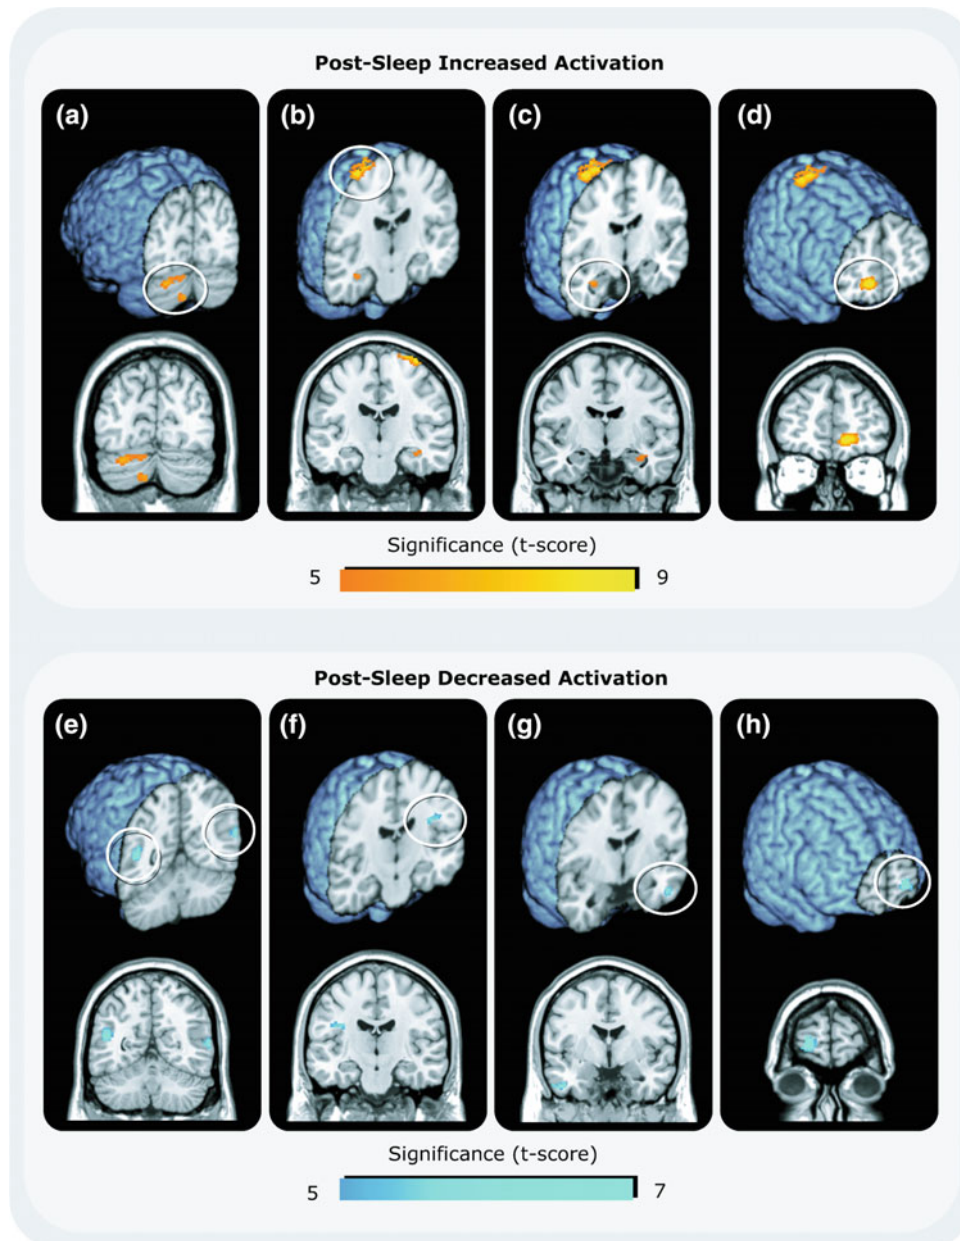 Post-Sleep Increased Activation
(a) (b) (c) (d)
Significance (t-score)
5 9
Post-Sleep Decreased Activation
(e) (f) (g) (h)
Significance (t-score)
5 7